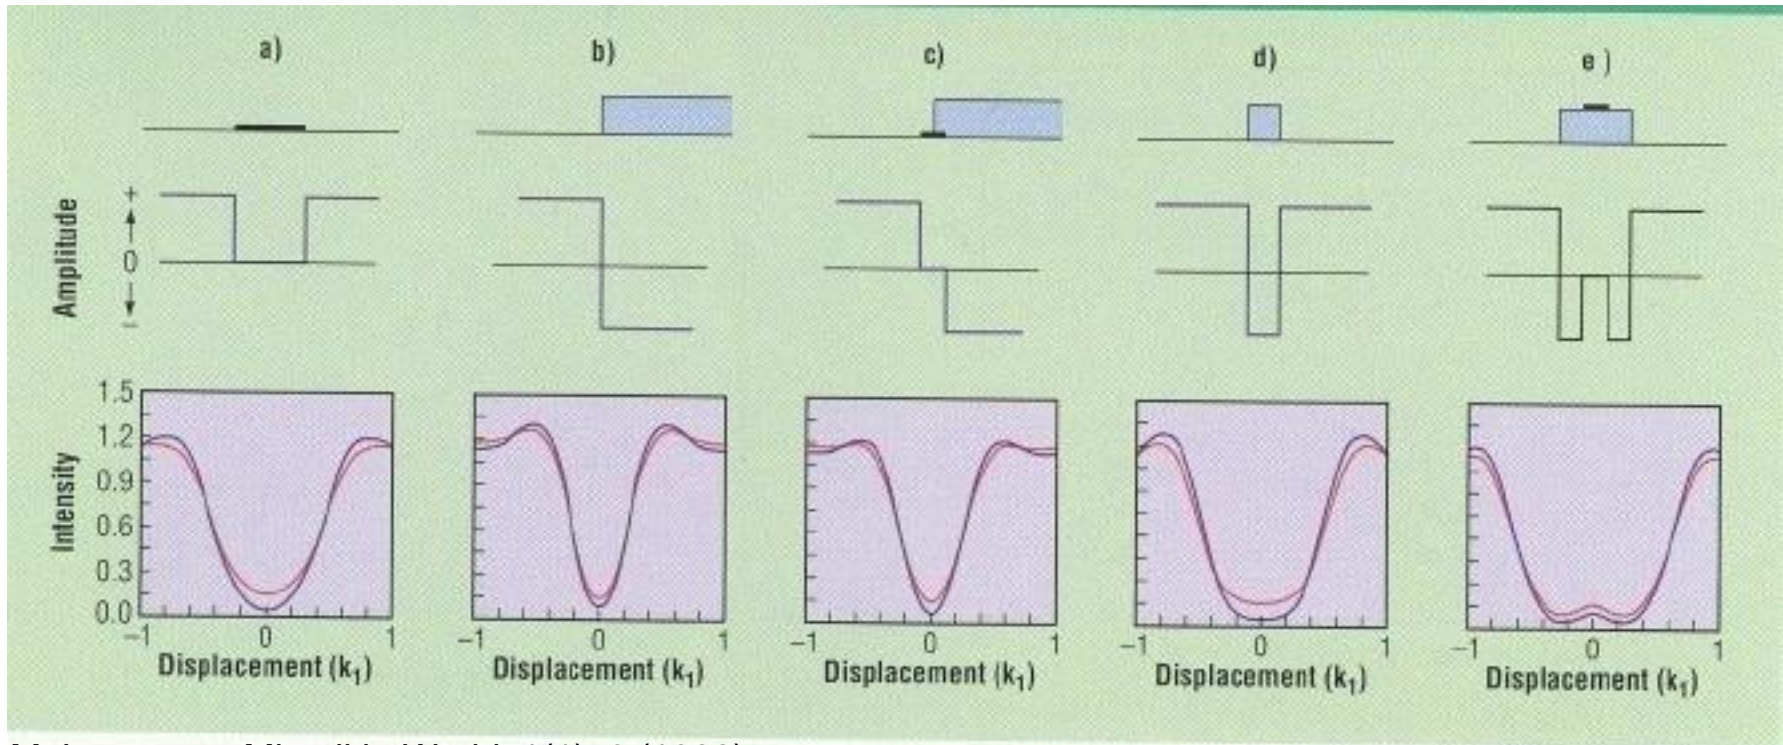 a) b) c) d) e )
Amplitude
+
0
–
Intensity
1.5
1.2
0.9
0.6
0.3
0.0
–1 0 1
–1 0 1
–1 0 1
–1 0 1
–1 0 1
Displacement (k1)
Displacement (k1)
Displacement (k1)
Displacement (k1)
Displacement (k1)